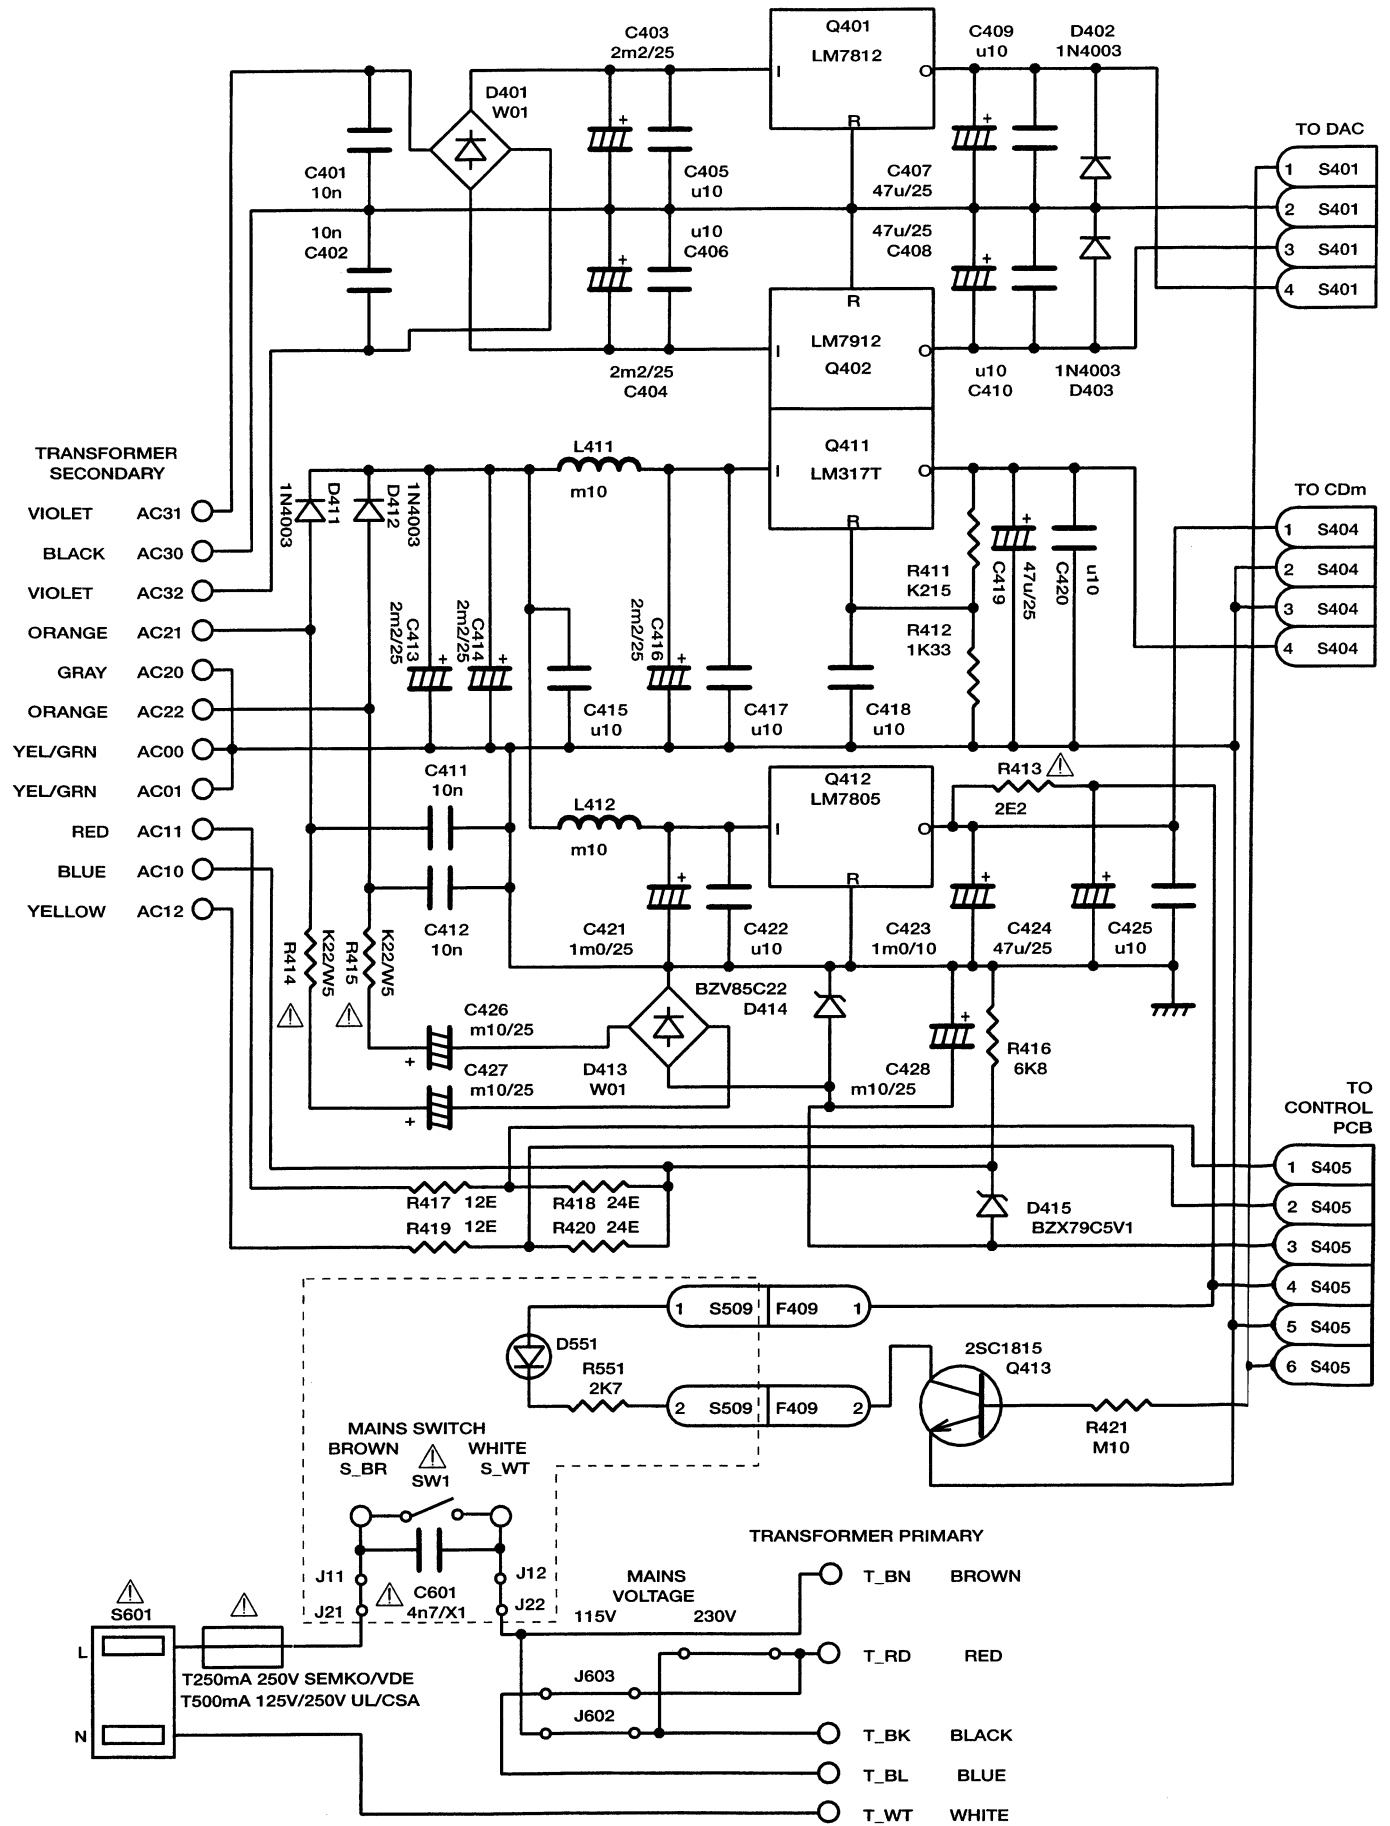 C403
2m2/25
Q401
LM7812
I
O
R
C409
u10
D402
1N4003
D401
W01
+
+
C401
10n
C405
u10
C407
47u/25
TO DAC
1 S401
2 S401
3 S401
4 S401
10n
C402
u10
C406
47u/25
C408
+
+
R
LM7912
Q402
I
O
2m2/25
C404
u10
C410
1N4003
D403
TRANSFORMER
SECONDARY
VIOLET AC31
BLACK AC30
VIOLET AC32
ORANGE AC21
GRAY AC20
ORANGE AC22
YEL/GRN AC00
YEL/GRN AC01
RED AC11
BLUE AC10
YELLOW AC12
L411
m10
Q411
LM317T
I
O
R
D411
1N4003
1N4003
D412
C413
2m2/25
+
C414
2m2/25
+
C415
u10
C416
2m2/25
+
C417
u10
C418
u10
R411
K215
R412
1K33
+
47u/25
C419
u10
C420
TO CDm
1 S404
2 S404
3 S404
4 S404
C411
10n
C412
10n
L412
m10
Q412
LM7805
I
O
R
R413
2E2
+
+
+
C421
1m0/25
C422
u10
C423
1m0/10
C424
47u/25
C425
u10
K22/W5
R414
K22/W5
R415
BZV85C22
D414
C426
m10/25
+
C427
m10/25
+
D413
W01
C428
m10/25
+
R416
6K8
TO
CONTROL
PCB
1 S405
2 S405
3 S405
4 S405
5 S405
6 S405
R417 12E
R418 24E
R419 12E
R420 24E
D415
BZX79C5V1
1 S509 F409 1
D551
R551
2K7
2 S509 F409 2
2SC1815
Q413
R421
M10
MAINS SWITCH
BROWN WHITE
S_BR S_WT
SW1
J11
J12
C601
4n7/X1
J21
J22
S601
L
N
T250mA 250V SEMKO/VDE
T500mA 125V/250V UL/CSA
TRANSFORMER PRIMARY
MAINS
VOLTAGE
115V 230V
J603
J602
T_BN BROWN
T_RD RED
T_BK BLACK
T_BL BLUE
T_WT WHITE